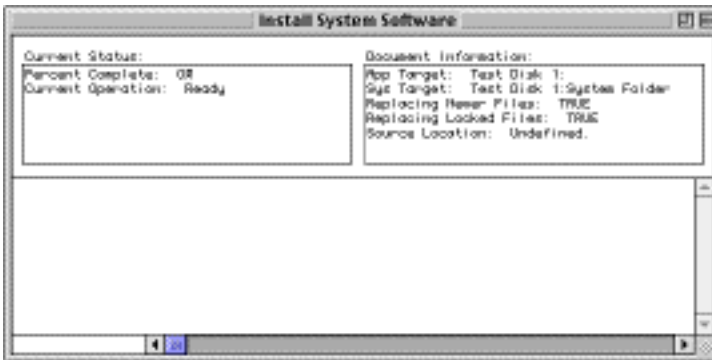 Install System Software
Current Status:
Percent Complete: 0%
Current Operation: Ready
Document Information:
App Target: Test Disk 1:
Sys Target: Test Disk 1:System Folder
Replacing Newer Files: TRUE
Replacing Locked Files: TRUE
Source Location: Undefined.